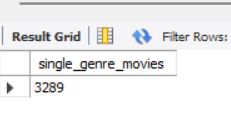 Result Grid Filter Rows:
single_genre_movies
3289